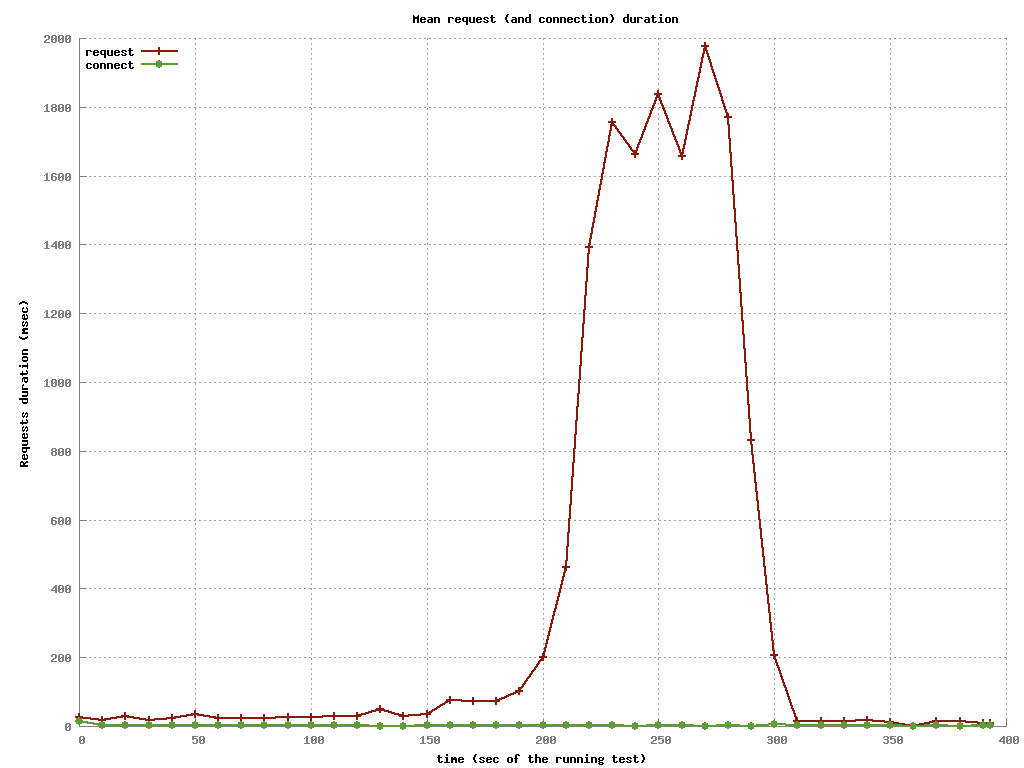 Mean request (and connection) duration
request
connect
Requests duration (msec)
2000
1800
1600
1400
1200
1000
800
600
400
200
0
0 50 100 150 200 250 300 350 400
time (sec of the running test)